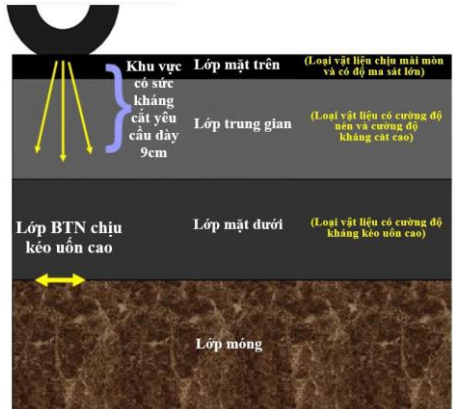 Khu vực
có sức
kháng
cắt yêu
cầu dày
9cm
Lớp mặt trên
(Loại vật liệu chịu mài mòn
và có độ ma sát lớn)
Lớp trung gian
(Loại vật liệu có cường độ
nén và cường độ
kháng cắt cao)
Lớp BTN chịu
kéo uốn cao
Lớp mặt dưới
(Loại vật liệu có cường độ
kháng kéo uốn cao)
Lớp móng